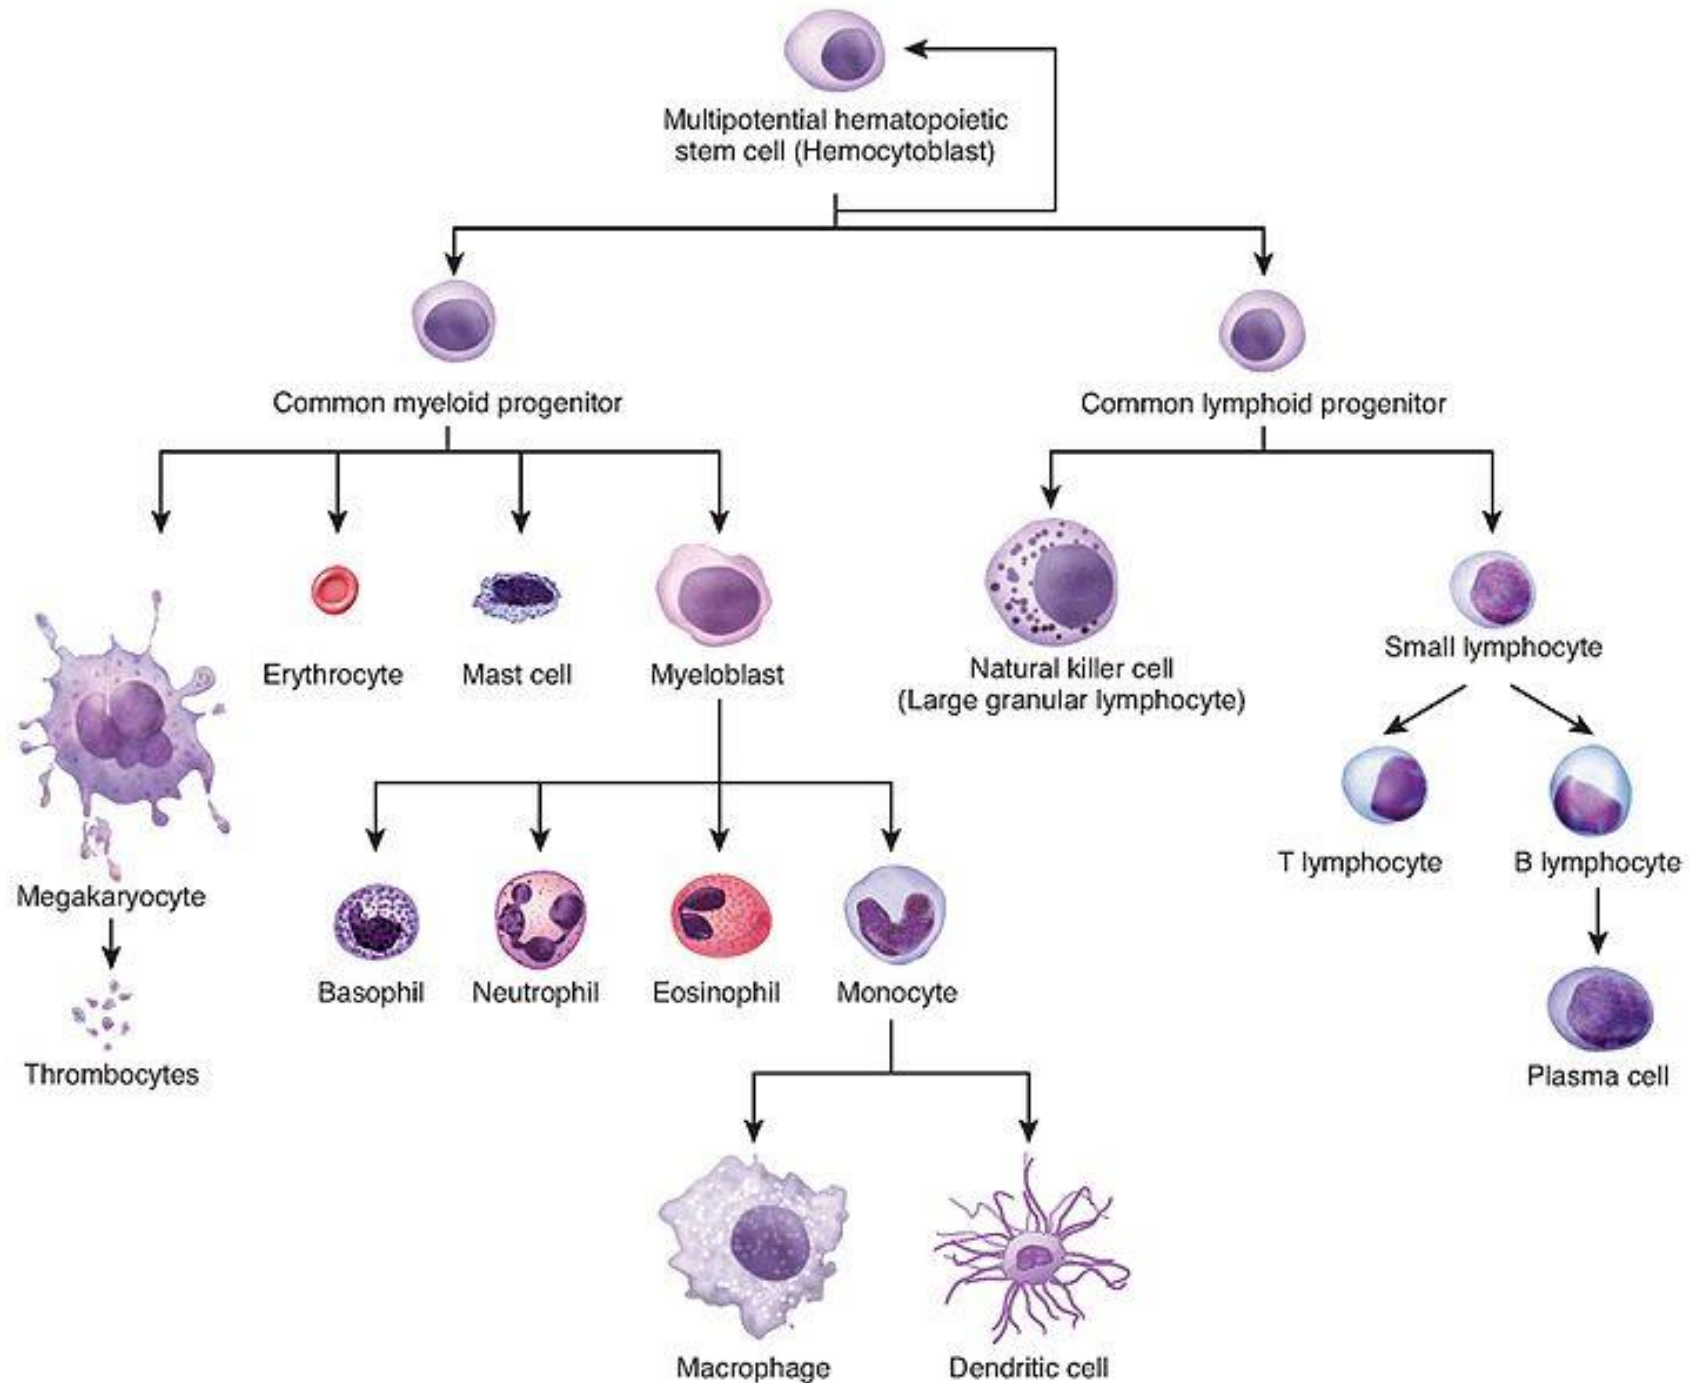 Multipotential hematopoietic
stem cell (Hemocytoblast)
Common myeloid progenitor
Common lymphoid progenitor
Erythrocyte
Mast cell
Myeloblast
Natural killer cell
(Large granular lymphocyte)
Small lymphocyte
T lymphocyte
B lymphocyte
Megakaryocyte
Basophil
Neutrophil
Eosinophil
Monocyte
Thrombocytes
Plasma cell
Macrophage
Dendritic cell